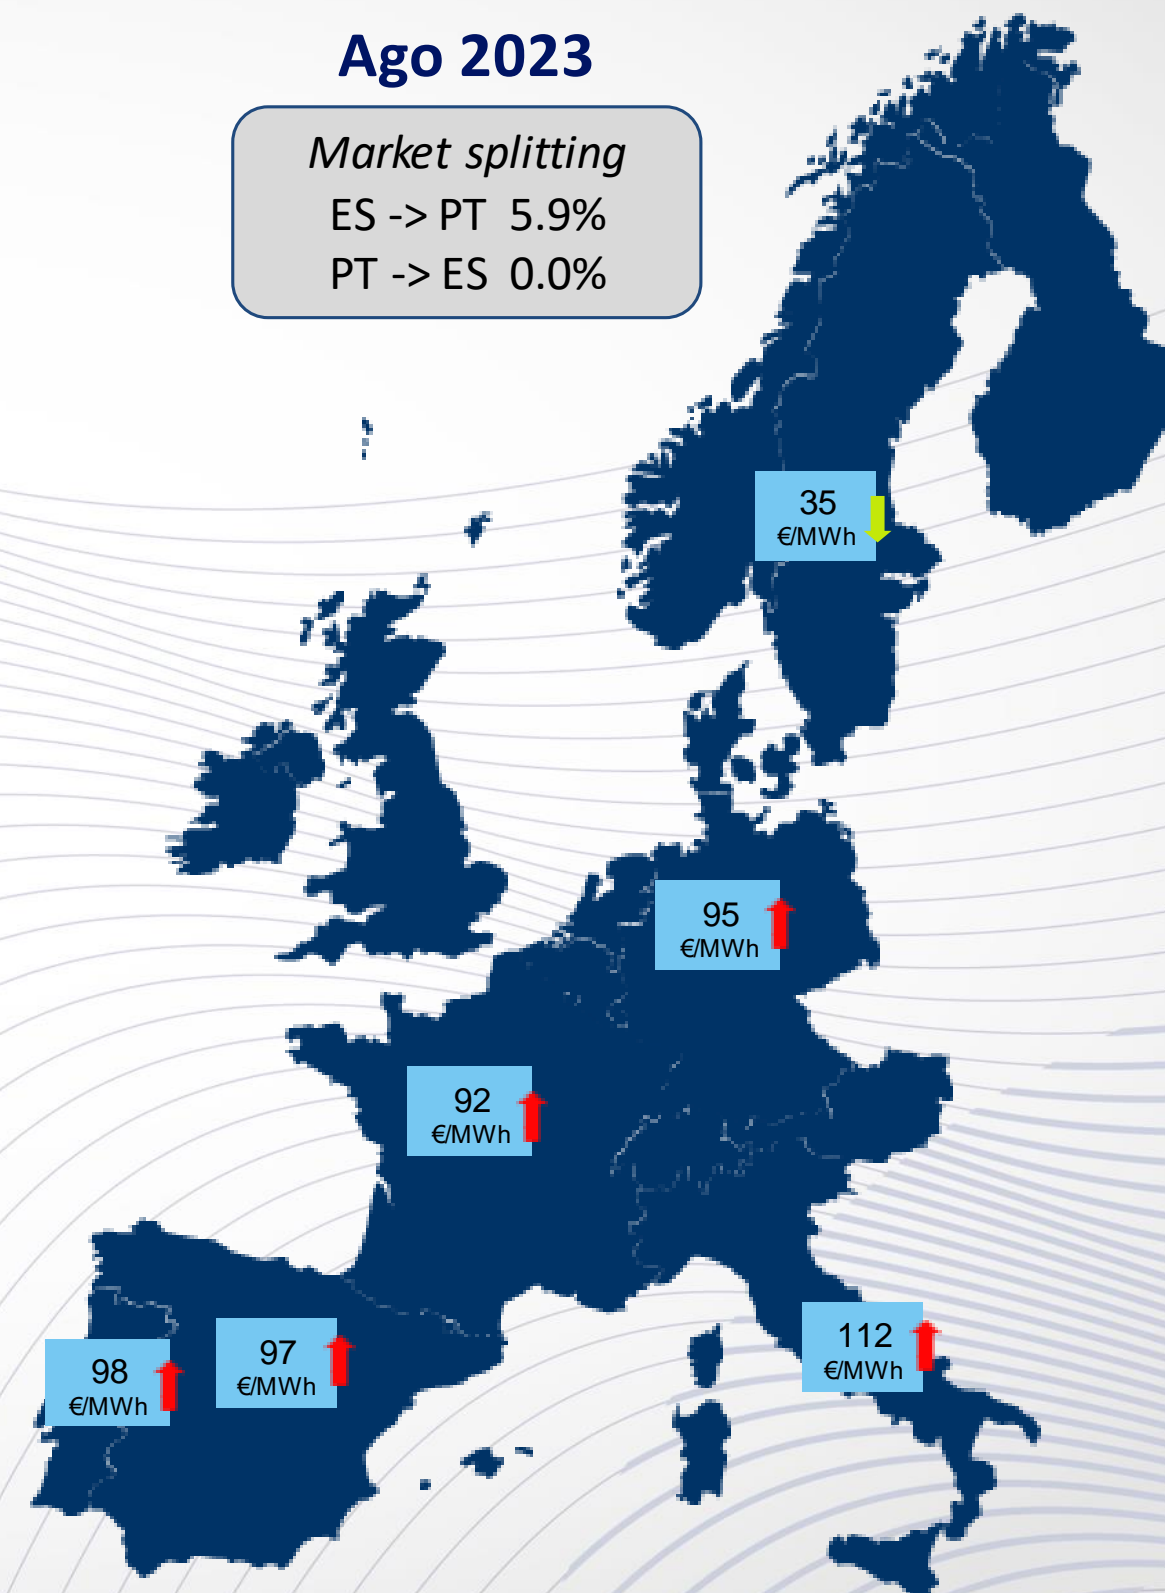 Ago 2023
Market splitting
ES -> PT 5.9%
PT -> ES 0.0%
35
€/MWh
95
€/MWh
92
€/MWh
98
€/MWh
97
€/MWh
112
€/MWh